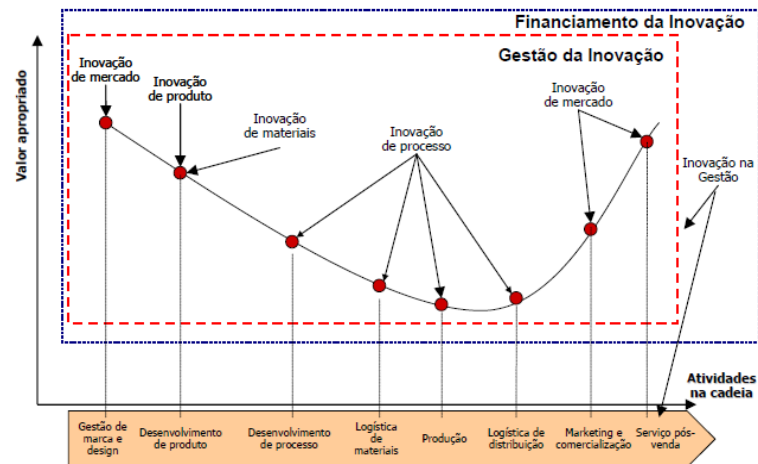 Financiamento da Inovação
Gestão da Inovação
Valor apropriado
Inovação
de mercado
Inovação
de produto
Inovação
de materiais
Inovação
de processo
Inovação
de mercado
Inovação na
Gestão
Atividades
na cadeia
Gestão de
marca e
design
Desenvolvimento
de produto
Desenvolvimento
de processo
Logística
de
materiais
Produção
Logística de
distribuição
Marketing e
comercialização
Serviço pós-
venda